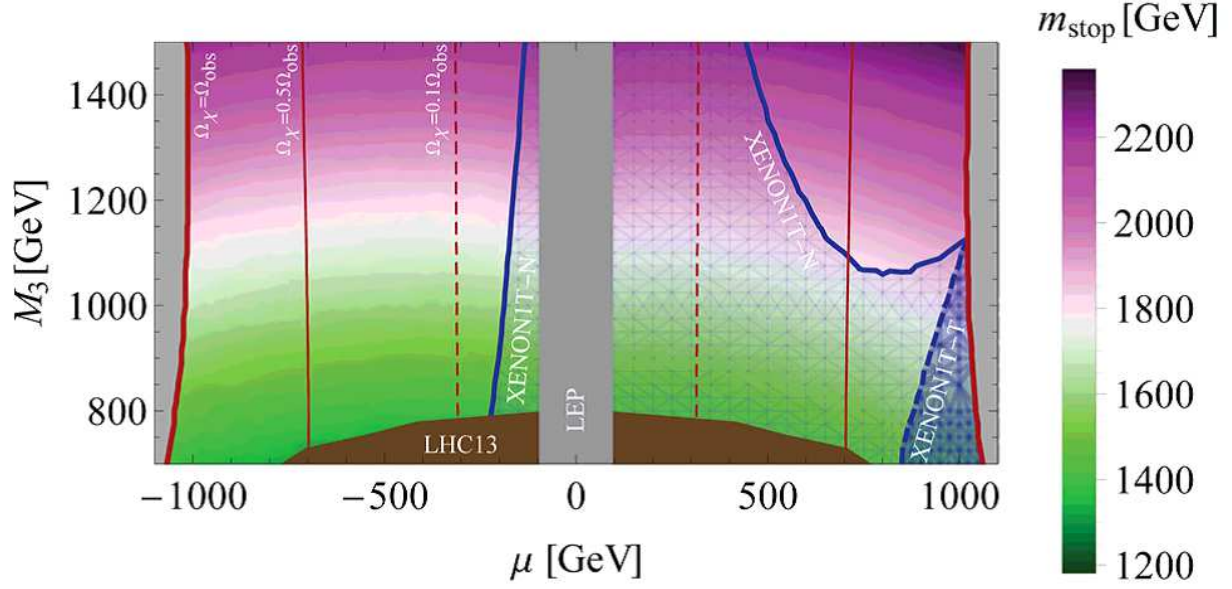 m_stop [GeV]
M_3 [GeV]
1400
1200
1000
800
Ω_χ=Ω_obs
Ω_χ=0.5Ω_obs
Ω_χ=0.1Ω_obs
XENON1T-N
LEP
XENON1T-N
XENON1T-T
LHC13
2200
2000
1800
1600
1400
1200
−1000
−500
0
500
1000
μ [GeV]